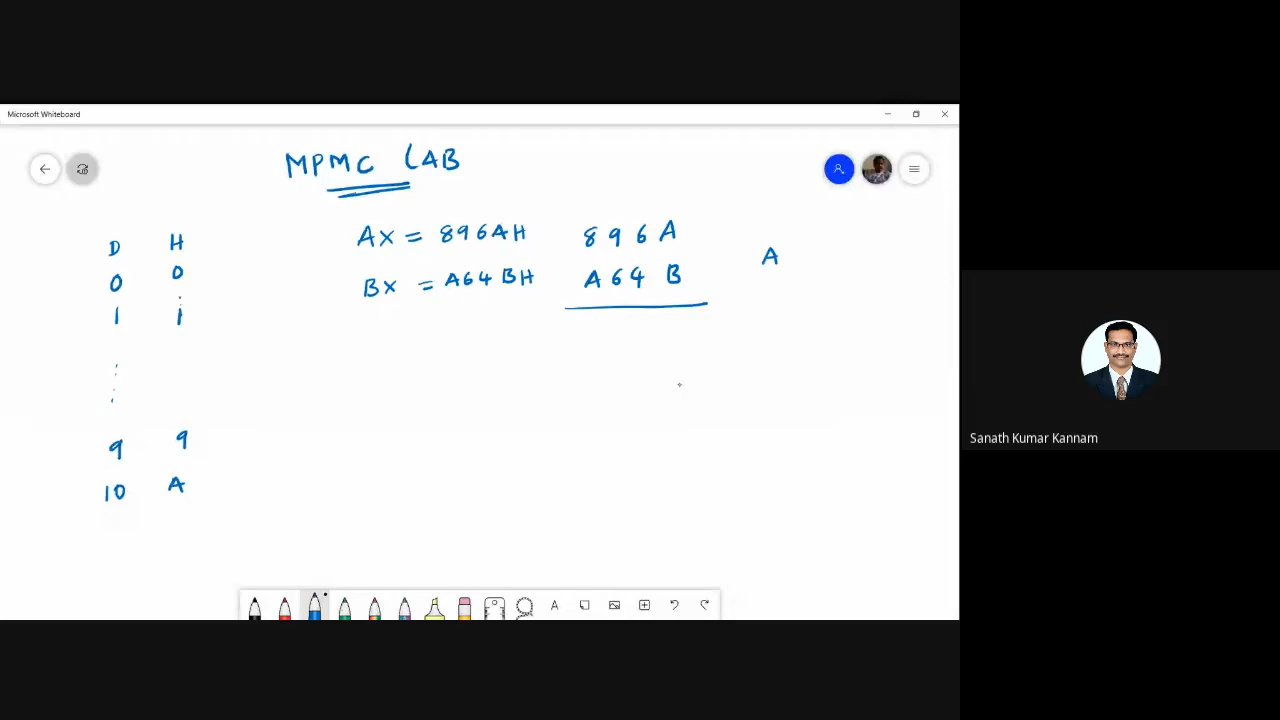 Microsoft Whiteboard
MPMC LAB
AX = 896AH 896A
BX = A64BH A64B
A
D H
0 0
1 1
:
:
9 9
10 A
Sanath Kumar Kannam